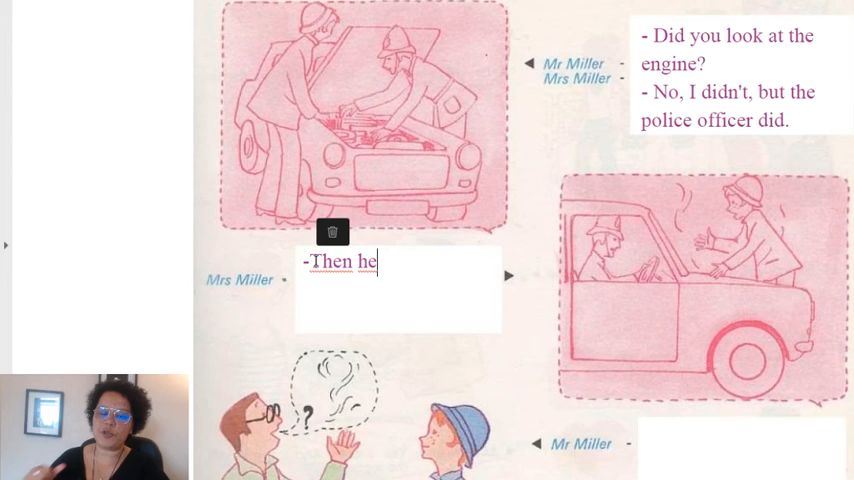 Mr Miller -
Mrs Miller -
- Did you look at the
engine?
- No, I didn't, but the
police officer did.
Mrs Miller -
-Then he
?
Mr Miller -